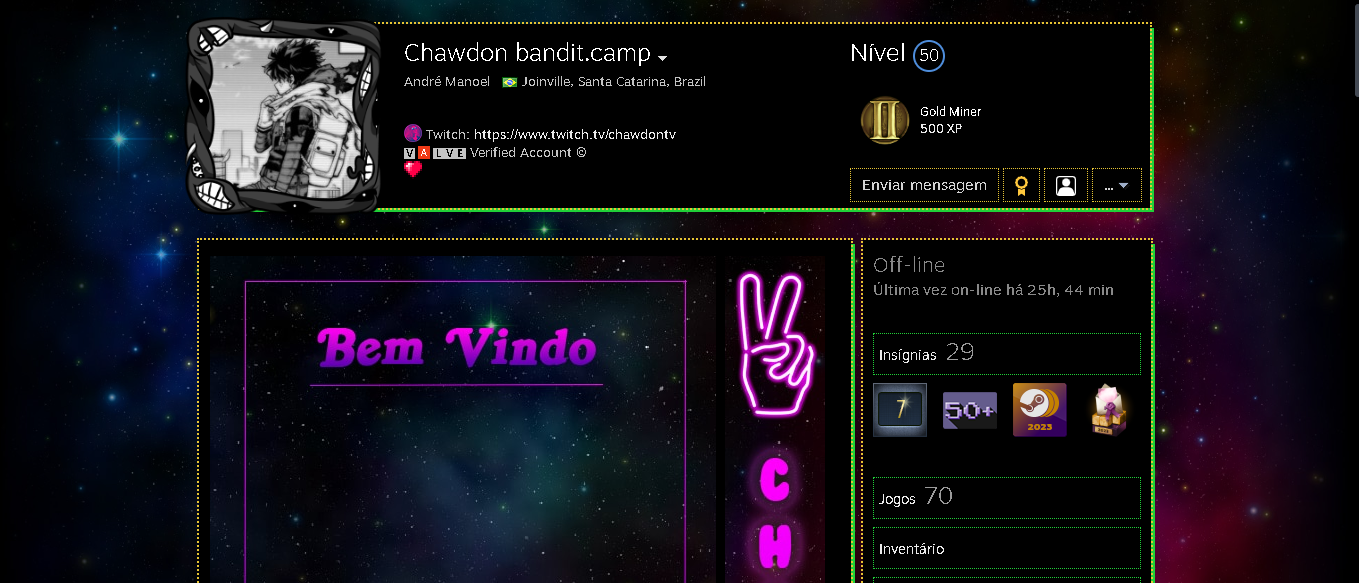 Chawdon bandit.camp
André Manoel Joinville, Santa Catarina, Brazil
Twitch: https://www.twitch.tv/chawdontv
V A L V E Verified Account ©
Nível 50
II
Gold Miner
500 XP
Enviar mensagem
...
Bem Vindo
C
H
Off-line
Última vez on-line há 25h, 44 min
Insígnias 29
7
50+
2023
Jogos 70
Inventário